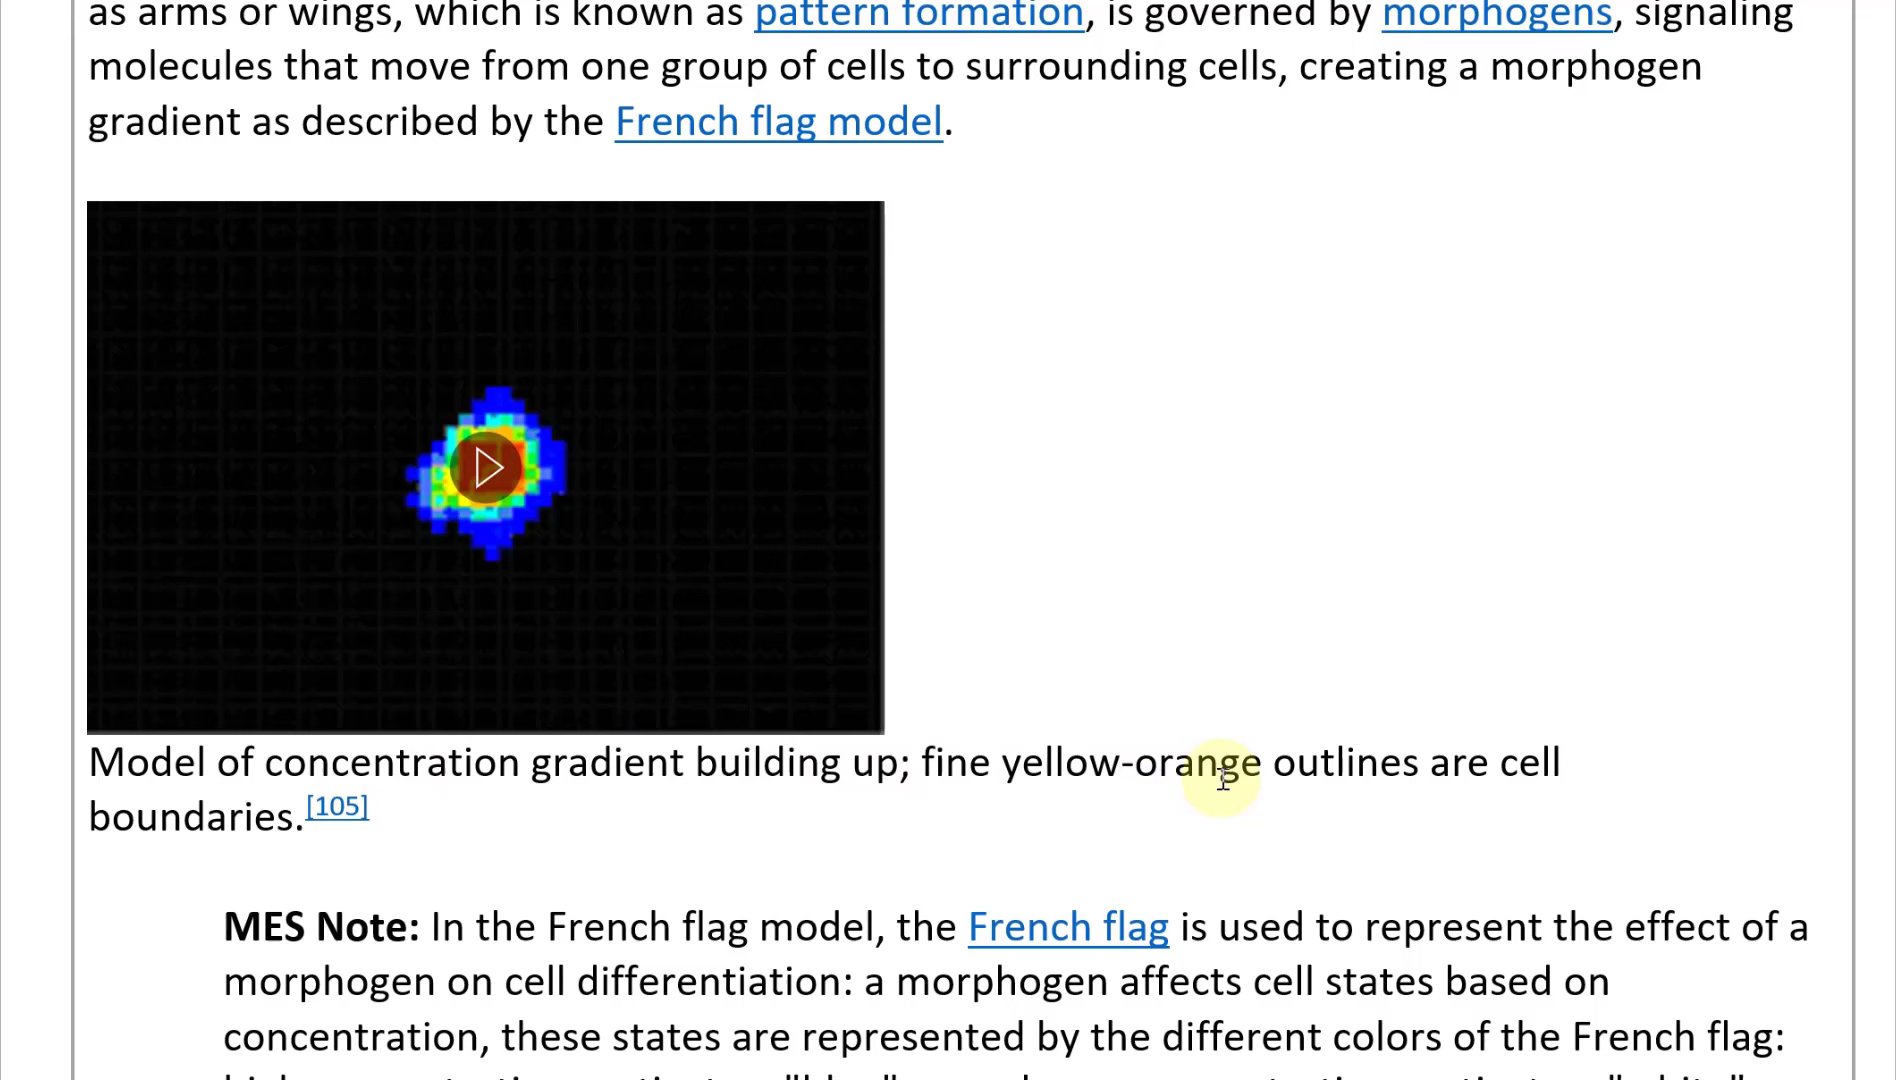 as arms or wings, which is known as pattern formation, is governed by morphogens, signaling
molecules that move from one group of cells to surrounding cells, creating a morphogen
gradient as described by the French flag model.
Model of concentration gradient building up; fine yellow-orange outlines are cell
boundaries.[105]
MES Note: In the French flag model, the French flag is used to represent the effect of a
morphogen on cell differentiation: a morphogen affects cell states based on
concentration, these states are represented by the different colors of the French flag: